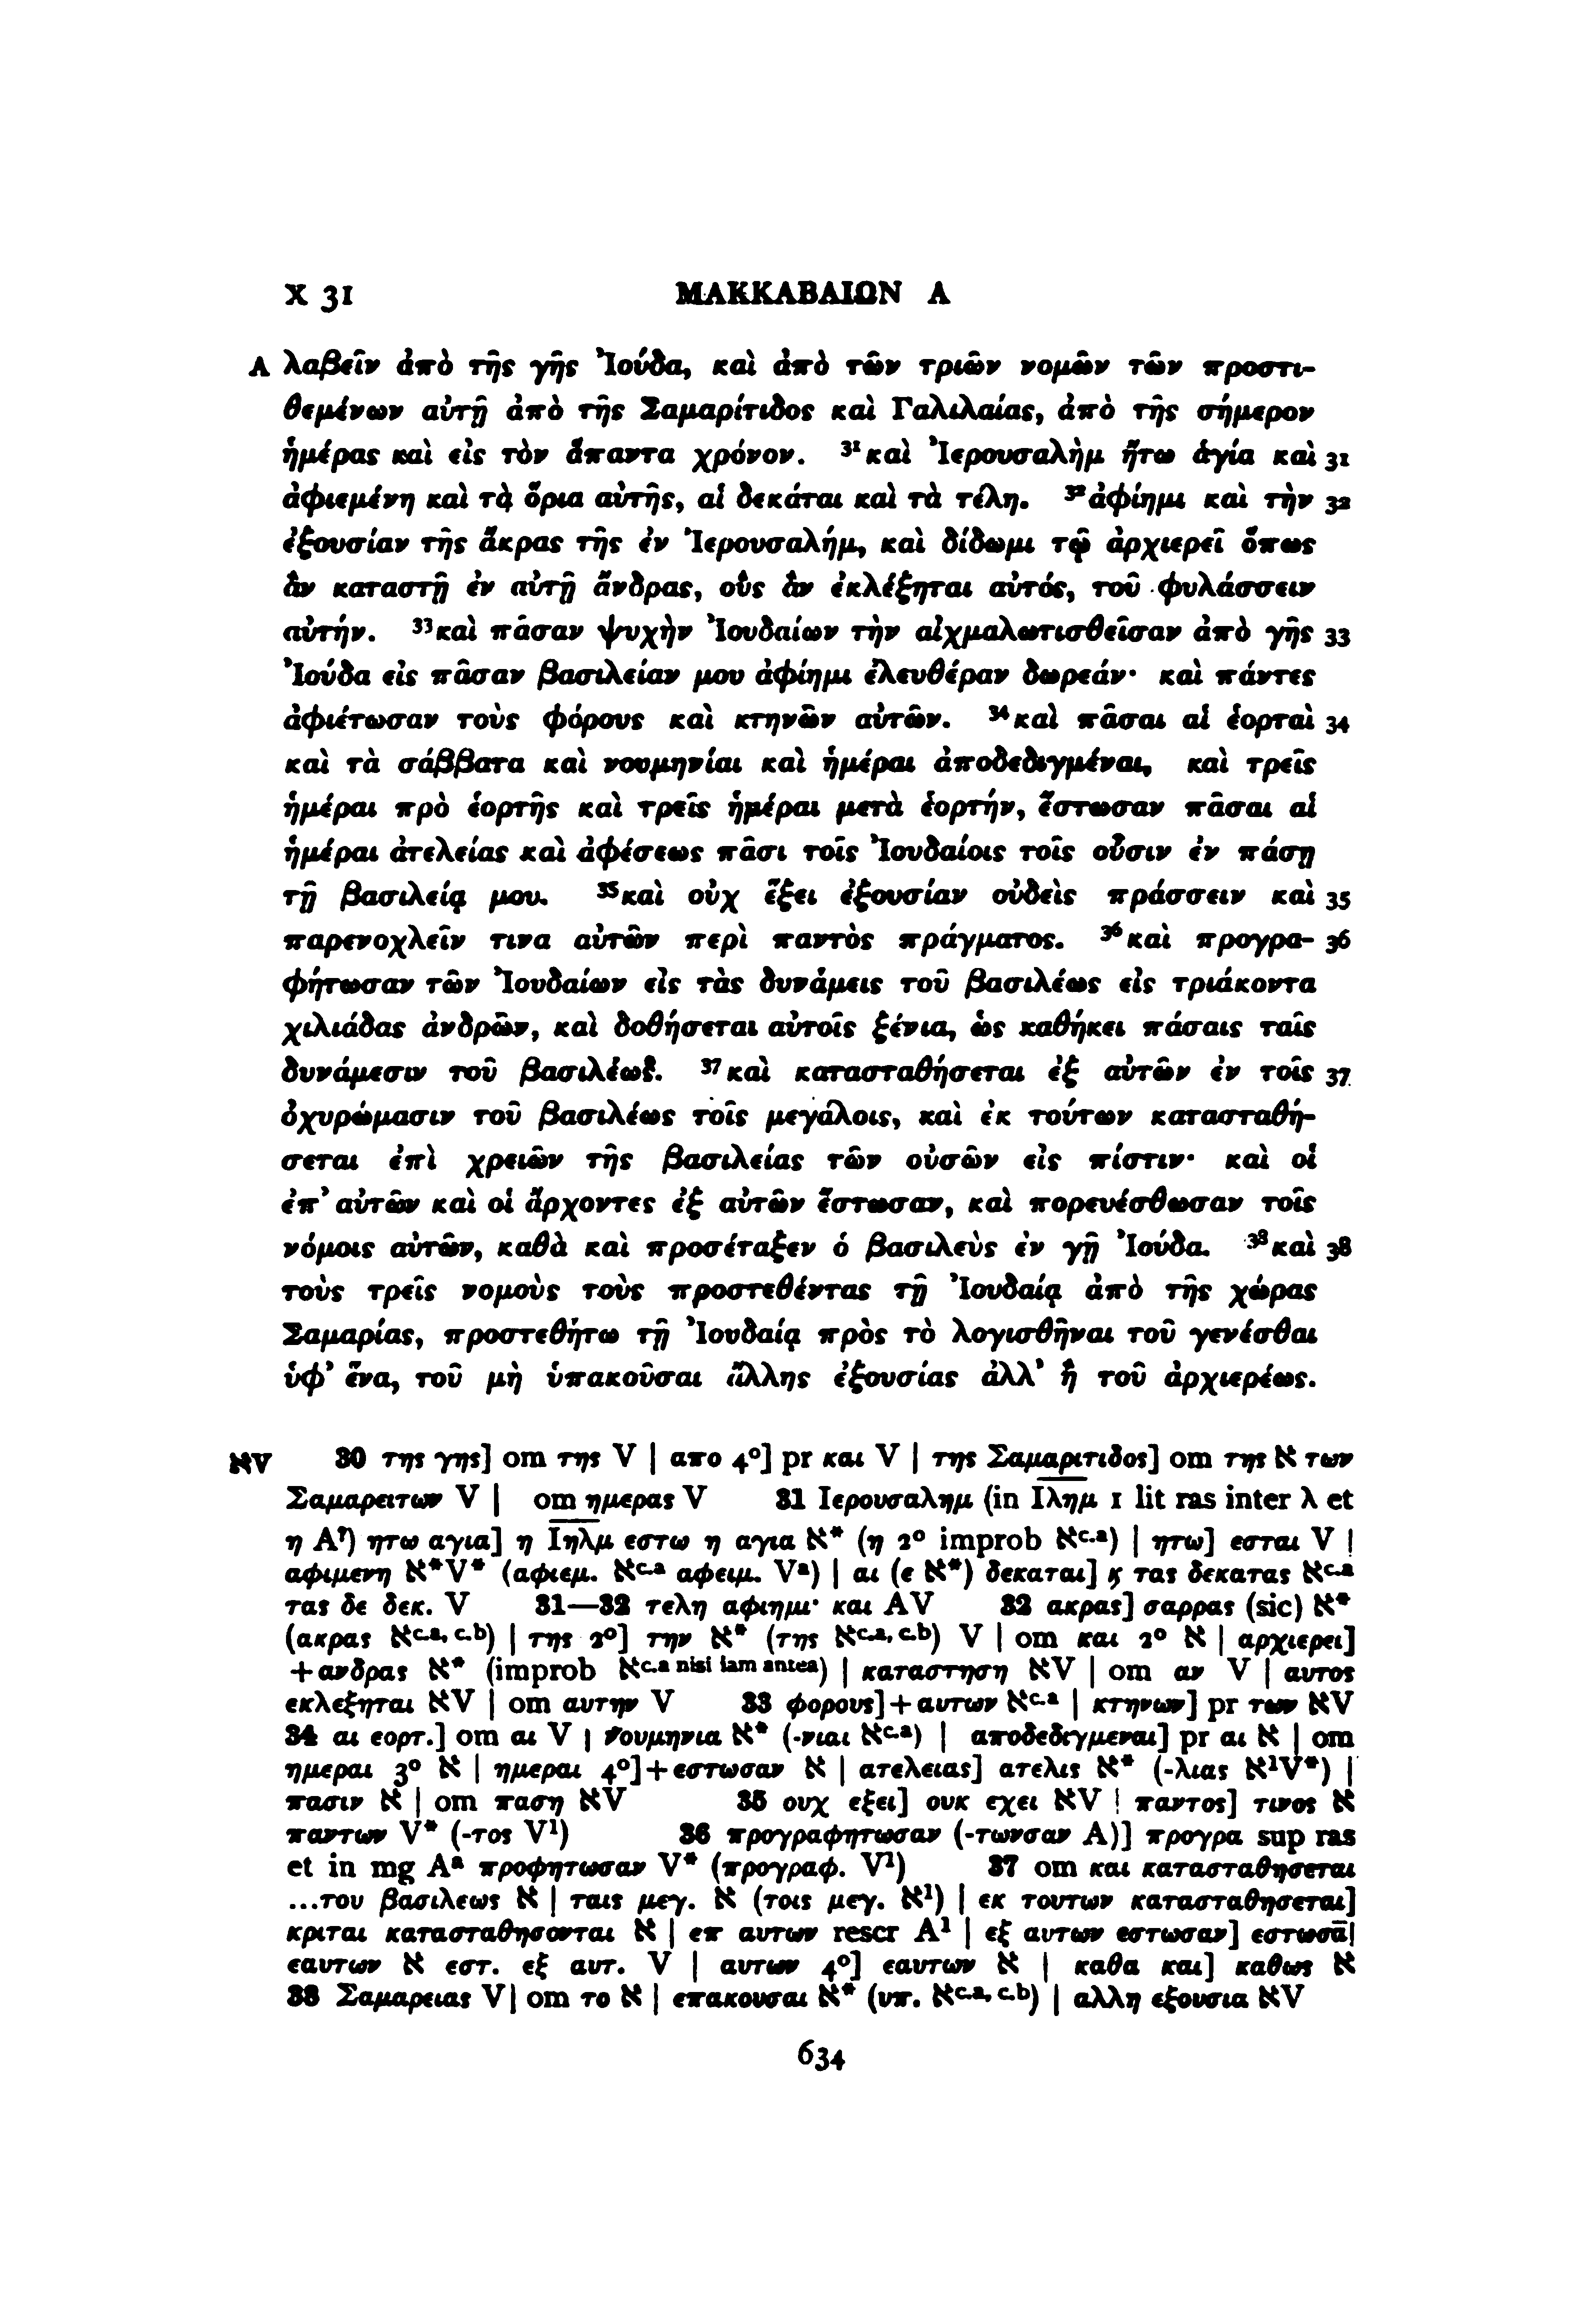 X 31 ΜΑΚΚΑΒΑΙΩΝ Α
A λαβεῖν ἀπὸ τῆς γῆς Ἰούδα, καὶ ἀπὸ τῶν τριῶν νομῶν τῶν προστι-
θεμένων αὐτῇ ἀπὸ τῆς Σαμαρίτιδος καὶ Γαλιλαίας, ἀπὸ τῆς σήμερον
ἡμέρας καὶ εἰς τὸν ἅπαντα χρόνον. ³¹καὶ Ἰερουσαλὴμ ἤτω ἁγία καὶ 31
ἀφιεμένη καὶ τὰ ὅρια αὐτῆς, αἱ δεκάται καὶ τὰ τέλη. ³²ἀφίημι καὶ τὴν 32
ἐξουσίαν τῆς ἄκρας τῆς ἐν Ἰερουσαλήμ, καὶ δίδωμι τῷ ἀρχιερεῖ ὅπως
ἂν καταστῇ ἐν αὐτῇ ἄνδρας, οὓς ἂν ἐκλέξηται αὐτός, τοῦ φυλάσσειν
αὐτήν. ³³καὶ πᾶσαν ψυχὴν Ἰουδαίων τὴν αἰχμαλωτισθεῖσαν ἀπὸ γῆς 33
Ἰούδα εἰς πᾶσαν βασιλείαν μου ἀφίημι ἐλευθέραν δωρεάν· καὶ πάντες
ἀφιέτωσαν τοὺς φόρους καὶ κτηνῶν αὐτῶν. ³⁴καὶ πᾶσαι αἱ ἑορταὶ 34
καὶ τὰ σάββατα καὶ νουμηνίαι καὶ ἡμέραι ἀποδεδιγμέναι, καὶ τρεῖς
ἡμέραι πρὸ ἑορτῆς καὶ τρεῖς ἡμέραι μετὰ ἑορτήν, ἔστωσαν πᾶσαι αἱ
ἡμέραι ἀτελείας καὶ ἀφέσεως πᾶσι τοῖς Ἰουδαίοις τοῖς οὖσιν ἐν πάσῃ
τῇ βασιλείᾳ μου. ³⁵καὶ οὐχ ἕξει ἐξουσίαν οὐδεὶς πράσσειν καὶ 35
παρενοχλεῖν τινα αὐτῶν περὶ παντὸς πράγματος. ³⁶καὶ προγρα- 36
φήτωσαν τῶν Ἰουδαίων εἰς τὰς δυνάμεις τοῦ βασιλέως εἰς τριάκοντα
χιλιάδας ἀνδρῶν, καὶ δοθήσεται αὐτοῖς ξένια, ὡς καθήκει πάσαις ταῖς
δυνάμεσιν τοῦ βασιλέως. ³⁷καὶ κατασταθήσεται ἐξ αὐτῶν ἐν τοῖς 37
ὀχυρώμασιν τοῦ βασιλέως τοῖς μεγάλοις, καὶ ἐκ τούτων κατασταθή-
σεται ἐπὶ χρειῶν τῆς βασιλείας τῶν οὐσῶν εἰς πίστιν· καὶ οἱ
ἐπ’ αὐτῶν καὶ οἱ ἄρχοντες ἐξ αὐτῶν ἔστωσαν, καὶ πορευέσθωσαν τοῖς
νόμοις αὐτῶν, καθὰ καὶ προσέταξεν ὁ βασιλεὺς ἐν γῇ Ἰούδα. ³⁸καὶ 38
τοὺς τρεῖς νομοὺς τοὺς προστεθέντας τῇ Ἰουδαίᾳ ἀπὸ τῆς χώρας
Σαμαρίας, προστεθήτω τῇ Ἰουδαίᾳ πρὸς τὸ λογισθῆναι τοῦ γενέσθαι
ὑφ’ ἕνα, τοῦ μὴ ὑπακοῦσαι ἄλλης ἐξουσίας ἀλλ’ ἢ τοῦ ἀρχιερέως.
אV 30 της γης] om της V | απο 4°] pr και V | της Σαμαριτιδος] om της א των
Σαμαρειτων V | om ημερας V 31 Ιερουσαλημ (in Ιλημ 1 lit ras inter λ et
η Aʔ) ητω αγια] η Ιηλμ εστω η αγια א* (η 2° improb אc.a) | ητω] εσται V |
αφιμενη א*V* (αφιεμ. אc.a αφειμ. Va) | αι (ε א*) δεκαται] ϗ τας δεκατας אc.a
τας δε δεκ. V 31—32 τελη αφιημι· και AV 32 ακρας] σαρρας (sic) א*
(ακρας אc.a, c.b) | της 2°] την א* (της אc.a, c.b) V | om και 2° א | αρχιερει]
+ανδρας א* (improb אc.a nisi iam antea) | καταστηση אV | om αν V | αυτος
εκλεξηται אV | om αυτην V 33 φορους]+αυτων אc.a | κτηνων] pr των אV
34 αι εορτ.] om αι V | νουμηνια א* (-νιαι אc.a) | αποδεδιγμεναι] pr αι א | om
ημεραι 3° א | ημεραι 4°]+εστωσαν א | ατελειας] ατελις א* (-λιας א¹V*) |
πασιν א | om παση אV 35 ουχ εξει] ουκ εχει אV | παντος] τινος א
παντων V* (-τος V¹) 36 προγραφητωσαν (-τωνσαν A)] προγρα sup ras
et in mg Aa προφητωσαν V* (προγραφ. V¹) 37 om και κατασταθησεται
...του βασιλεως א | ταις μεγ. א (τοις μεγ. א¹) | εκ τουτων κατασταθησεται]
κριται κατασταθησονται א | επ αυτων rescr A¹ | εξ αυτων εστωσαν] εστωσᾱ|
εαυτων א εστ. εξ αυτ. V | αυτων 4°] εαυτων א | καθα και] καθως א
38 Σαμαρειας V | om το א | επακουσαι א* (υπ. אc.a, c.b) | αλλη εξουσια אV
634